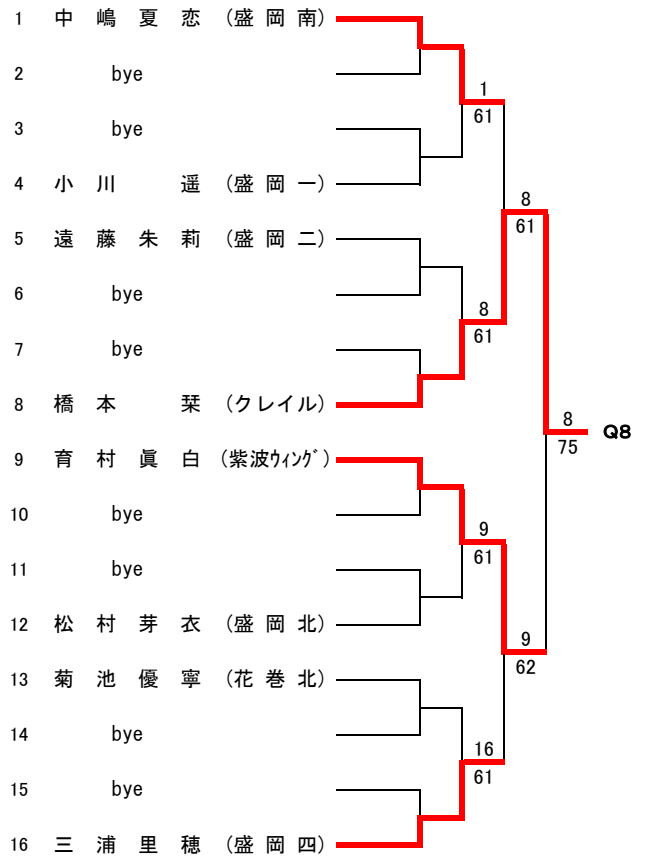 1 中嶋夏恋 (盛岡南)
2 bye
1
61
3 bye
4 小川 遥 (盛岡一)
8
61
5 遠藤朱莉 (盛岡二)
6 bye
8
61
7 bye
8 橋本 栞 (クレイル)
8
75
Q8
9 育村眞白 (紫波ウィング)
10 bye
9
61
11 bye
12 松村芽衣 (盛岡北)
9
62
13 菊池優寧 (花巻北)
14 bye
16
61
15 bye
16 三浦里穂 (盛岡四)